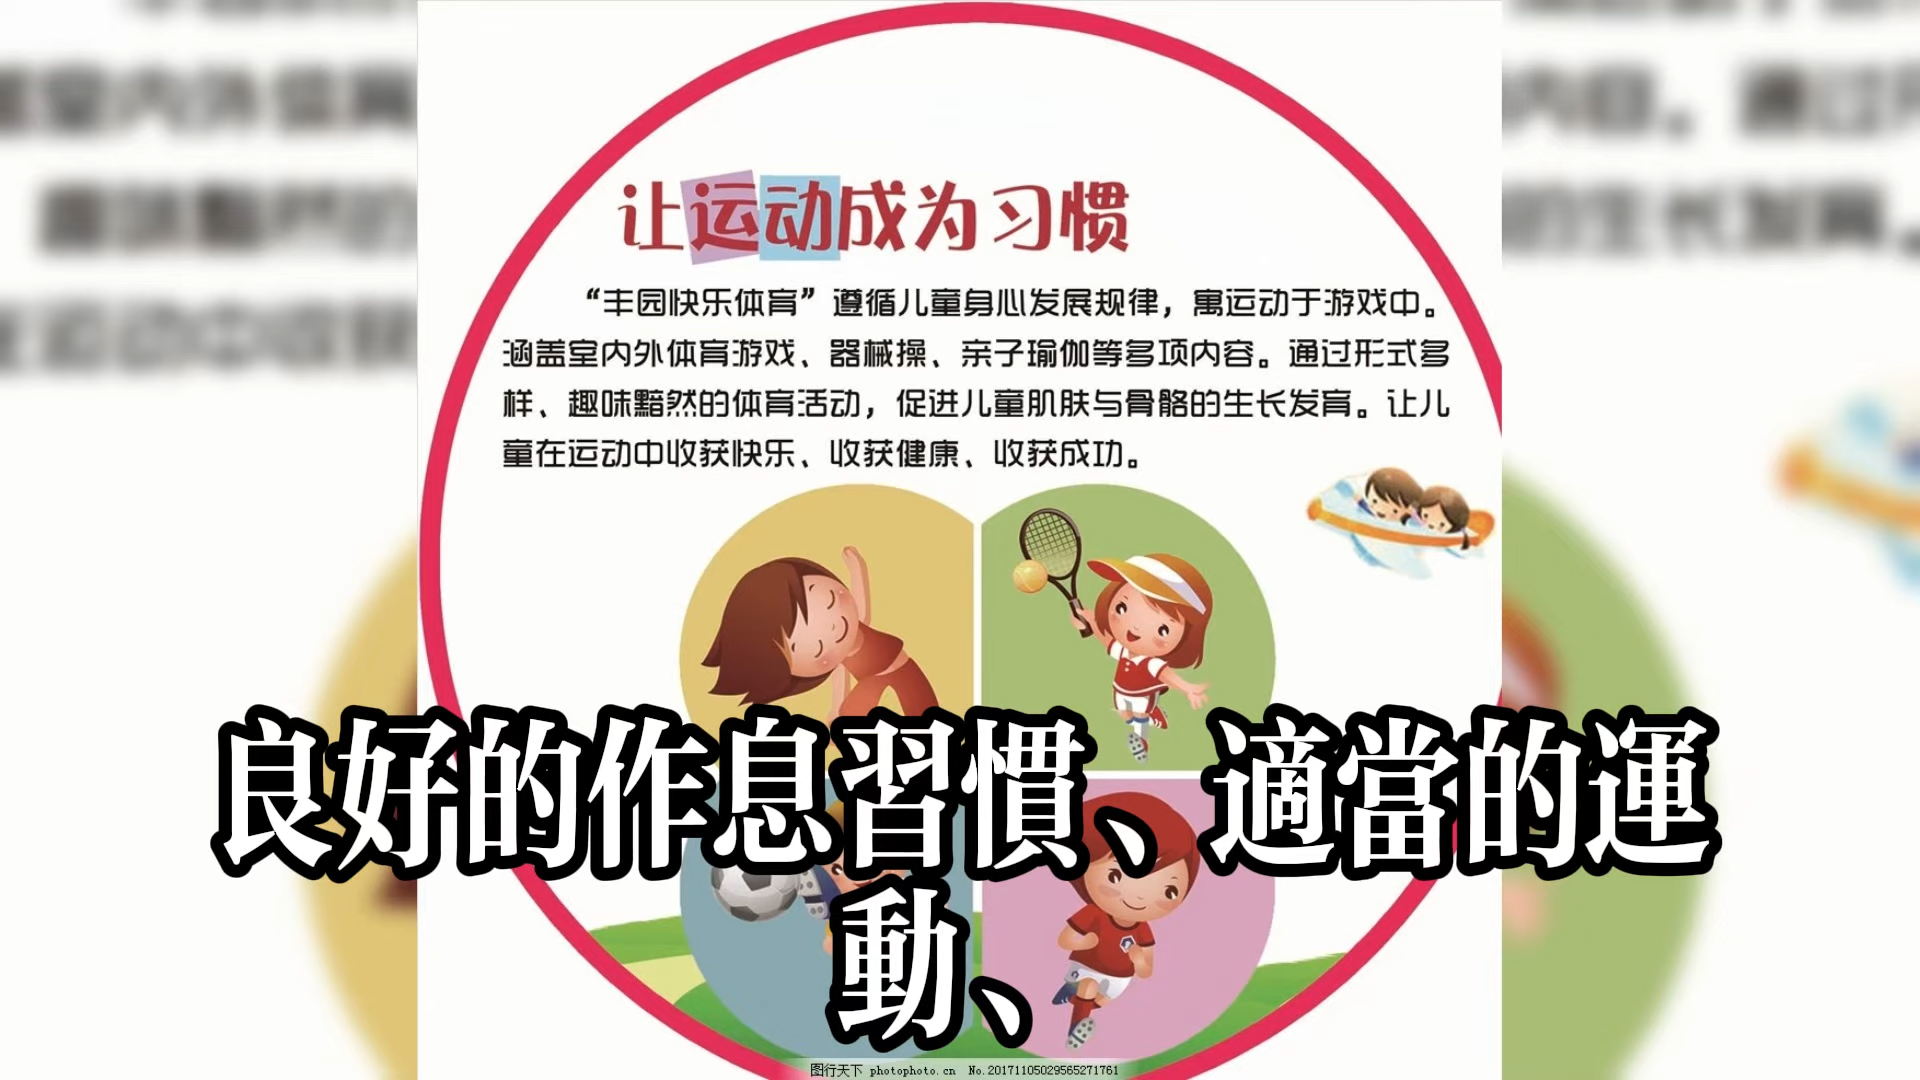 让运动成为习惯
“丰园快乐体育”遵循儿童身心发展规律，寓运动于游戏中。
涵盖室内外体育游戏、器械操、亲子瑜伽等多项内容。通过形式多
样、趣味黯然的体育活动，促进儿童肌肤与骨骼的生长发育。让儿
童在运动中收获快乐、收获健康、收获成功。
良好的作息習慣、適當的運
動、
图行天下 photophoto.cn No.20171105029565271761